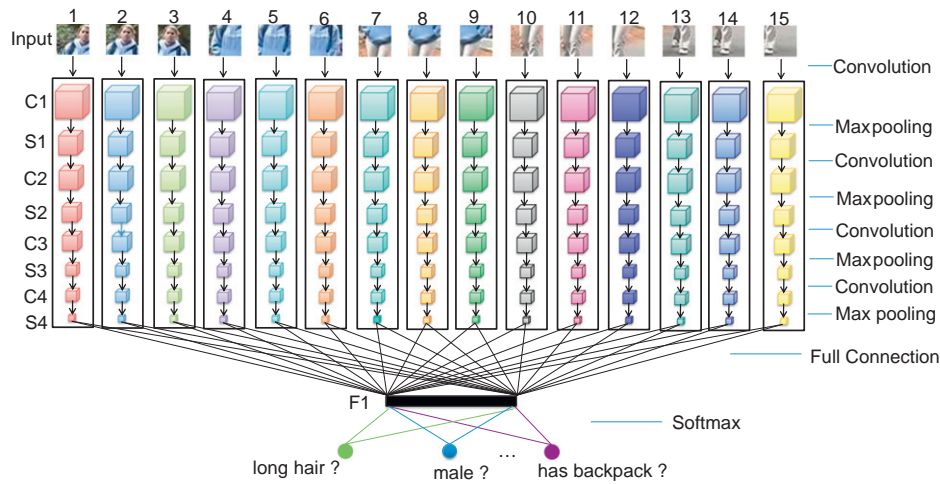 1 2 3 4 5 6 7 8 9 10 11 12 13 14 15
Input
Convolution
C1
Maxpooling
S1
Convolution
C2
Maxpooling
S2
Convolution
C3
Maxpooling
S3
Convolution
C4
Max pooling
S4
Full Connection
F1
Softmax
long hair ? male ? ... has backpack ?